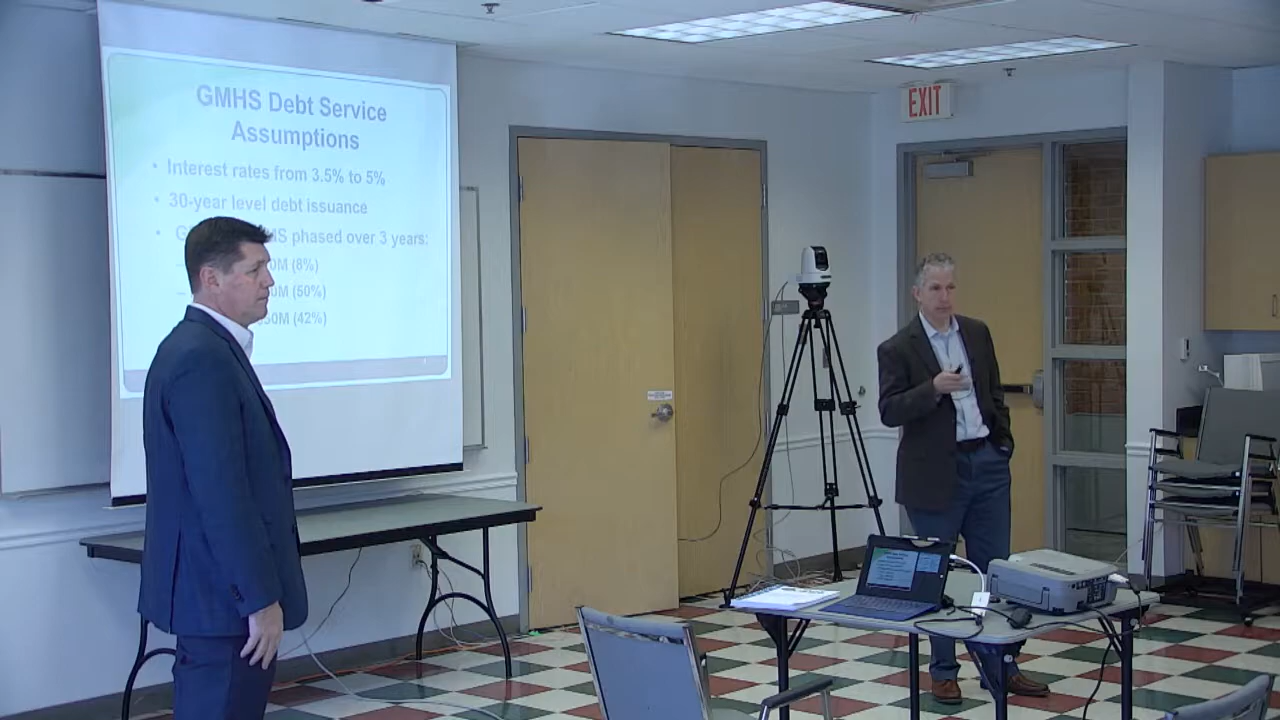 GMHS Debt Service
Assumptions
• Interest rates from 3.5% to 5%
• 30-year level debt issuance
• phased over 3 years:
(8%)
(50%)
(42%)
EXIT